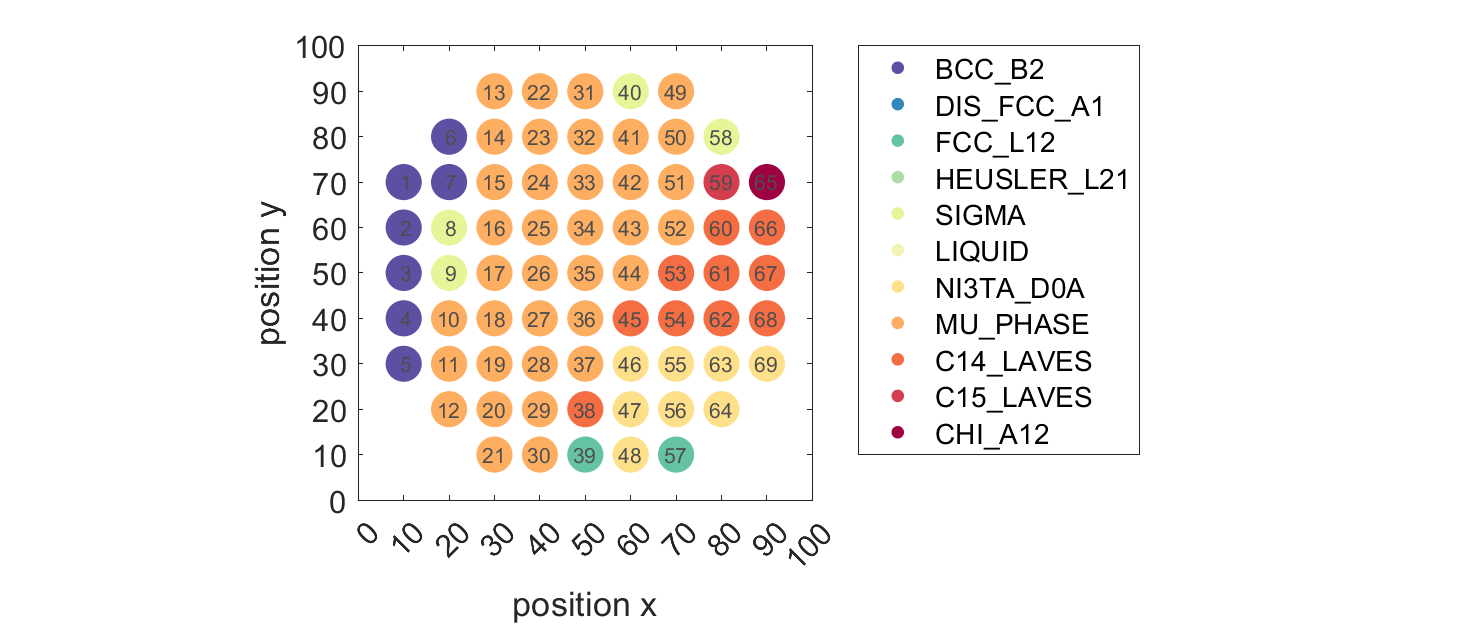 100
90 13 22 31 40 49
80 6 14 23 32 41 50 58
70 1 7 15 24 33 42 51 59 65
60 2 8 16 25 34 43 52 60 66
50 3 9 17 26 35 44 53 61 67
40 4 10 18 27 36 45 54 62 68
30 5 11 19 28 37 46 55 63 69
20 12 20 29 38 47 56 64
10 21 30 39 48 57
0
position y
0 10 20 30 40 50 60 70 80 90 100
position x
BCC_B2
DIS_FCC_A1
FCC_L12
HEUSLER_L21
SIGMA
LIQUID
NI3TA_D0A
MU_PHASE
C14_LAVES
C15_LAVES
CHI_A12